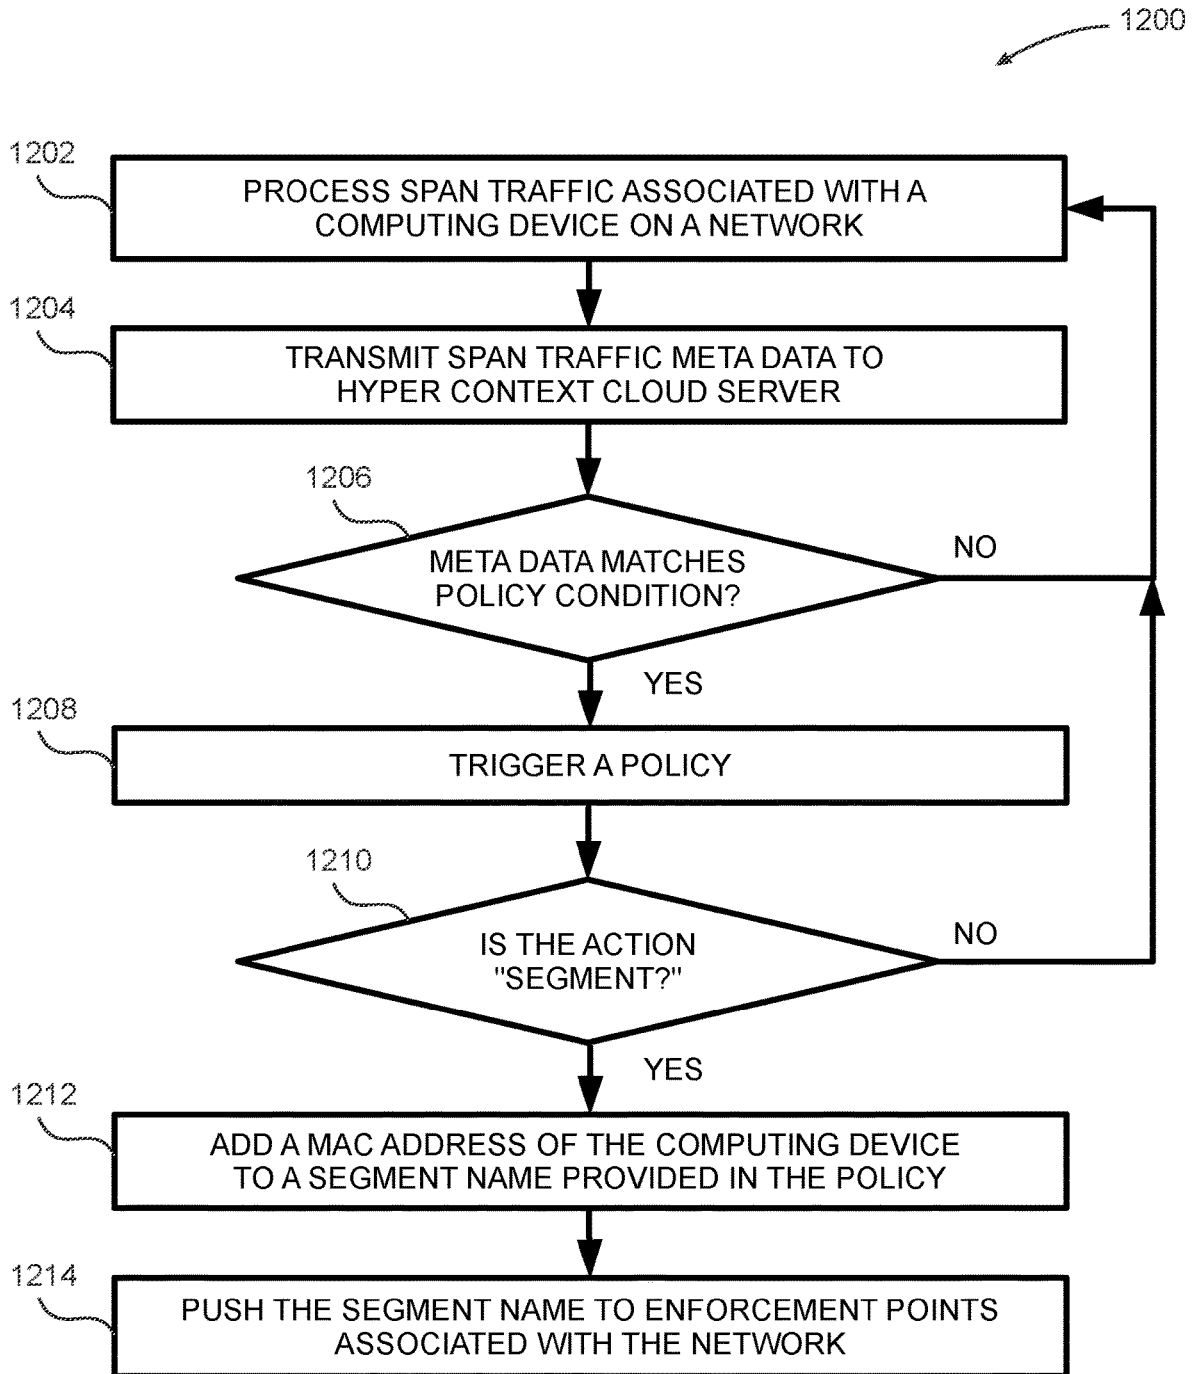 1200
1202
PROCESS SPAN TRAFFIC ASSOCIATED WITH A
COMPUTING DEVICE ON A NETWORK
1204
TRANSMIT SPAN TRAFFIC META DATA TO
HYPER CONTEXT CLOUD SERVER
1206
META DATA MATCHES
POLICY CONDITION?
NO
YES
1208
TRIGGER A POLICY
1210
IS THE ACTION
"SEGMENT?"
NO
YES
1212
ADD A MAC ADDRESS OF THE COMPUTING DEVICE
TO A SEGMENT NAME PROVIDED IN THE POLICY
1214
PUSH THE SEGMENT NAME TO ENFORCEMENT POINTS
ASSOCIATED WITH THE NETWORK